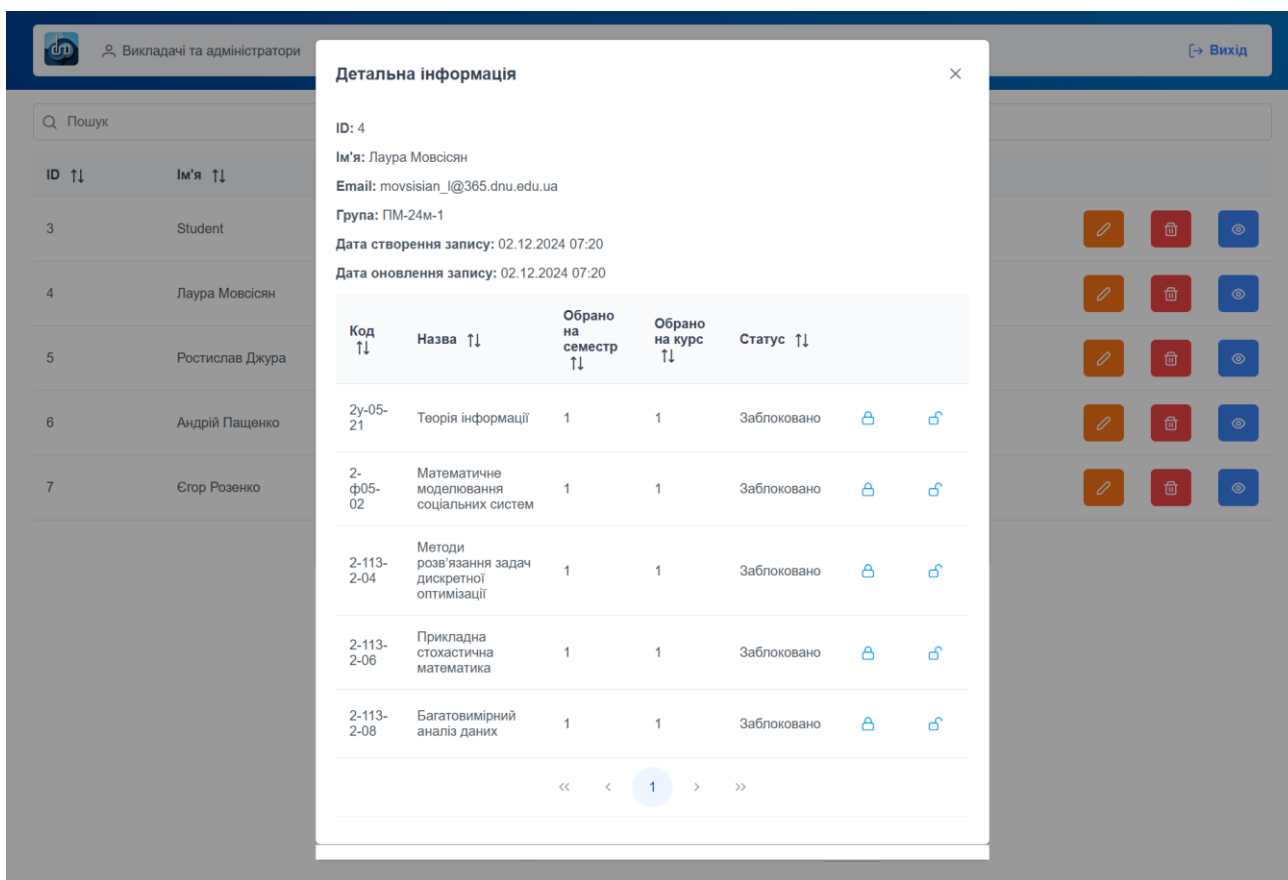 dnu
Викладачі та адміністратори
Вихід
Пошук
ID
Ім'я
3
Student
4
Лаура Мовсісян
5
Ростислав Джура
6
Андрій Пащенко
7
Єгор Розенко
Детальна інформація
ID: 4
Ім'я: Лаура Мовсісян
Email: movsisian_l@365.dnu.edu.ua
Група: ПМ-24м-1
Дата створення запису: 02.12.2024 07:20
Дата оновлення запису: 02.12.2024 07:20
Код
Назва
Обрано
на
семестр
Обрано
на курс
Статус
2у-05-
21
Теорія інформації
1
1
Заблоковано
2-
ф05-
02
Математичне
моделювання
соціальних систем
1
1
Заблоковано
2-113-
2-04
Методи
розв'язання задач
дискретної
оптимізації
1
1
Заблоковано
2-113-
2-06
Прикладна
стохастична
математика
1
1
Заблоковано
2-113-
2-08
Багатовимірний
аналіз даних
1
1
Заблоковано
1